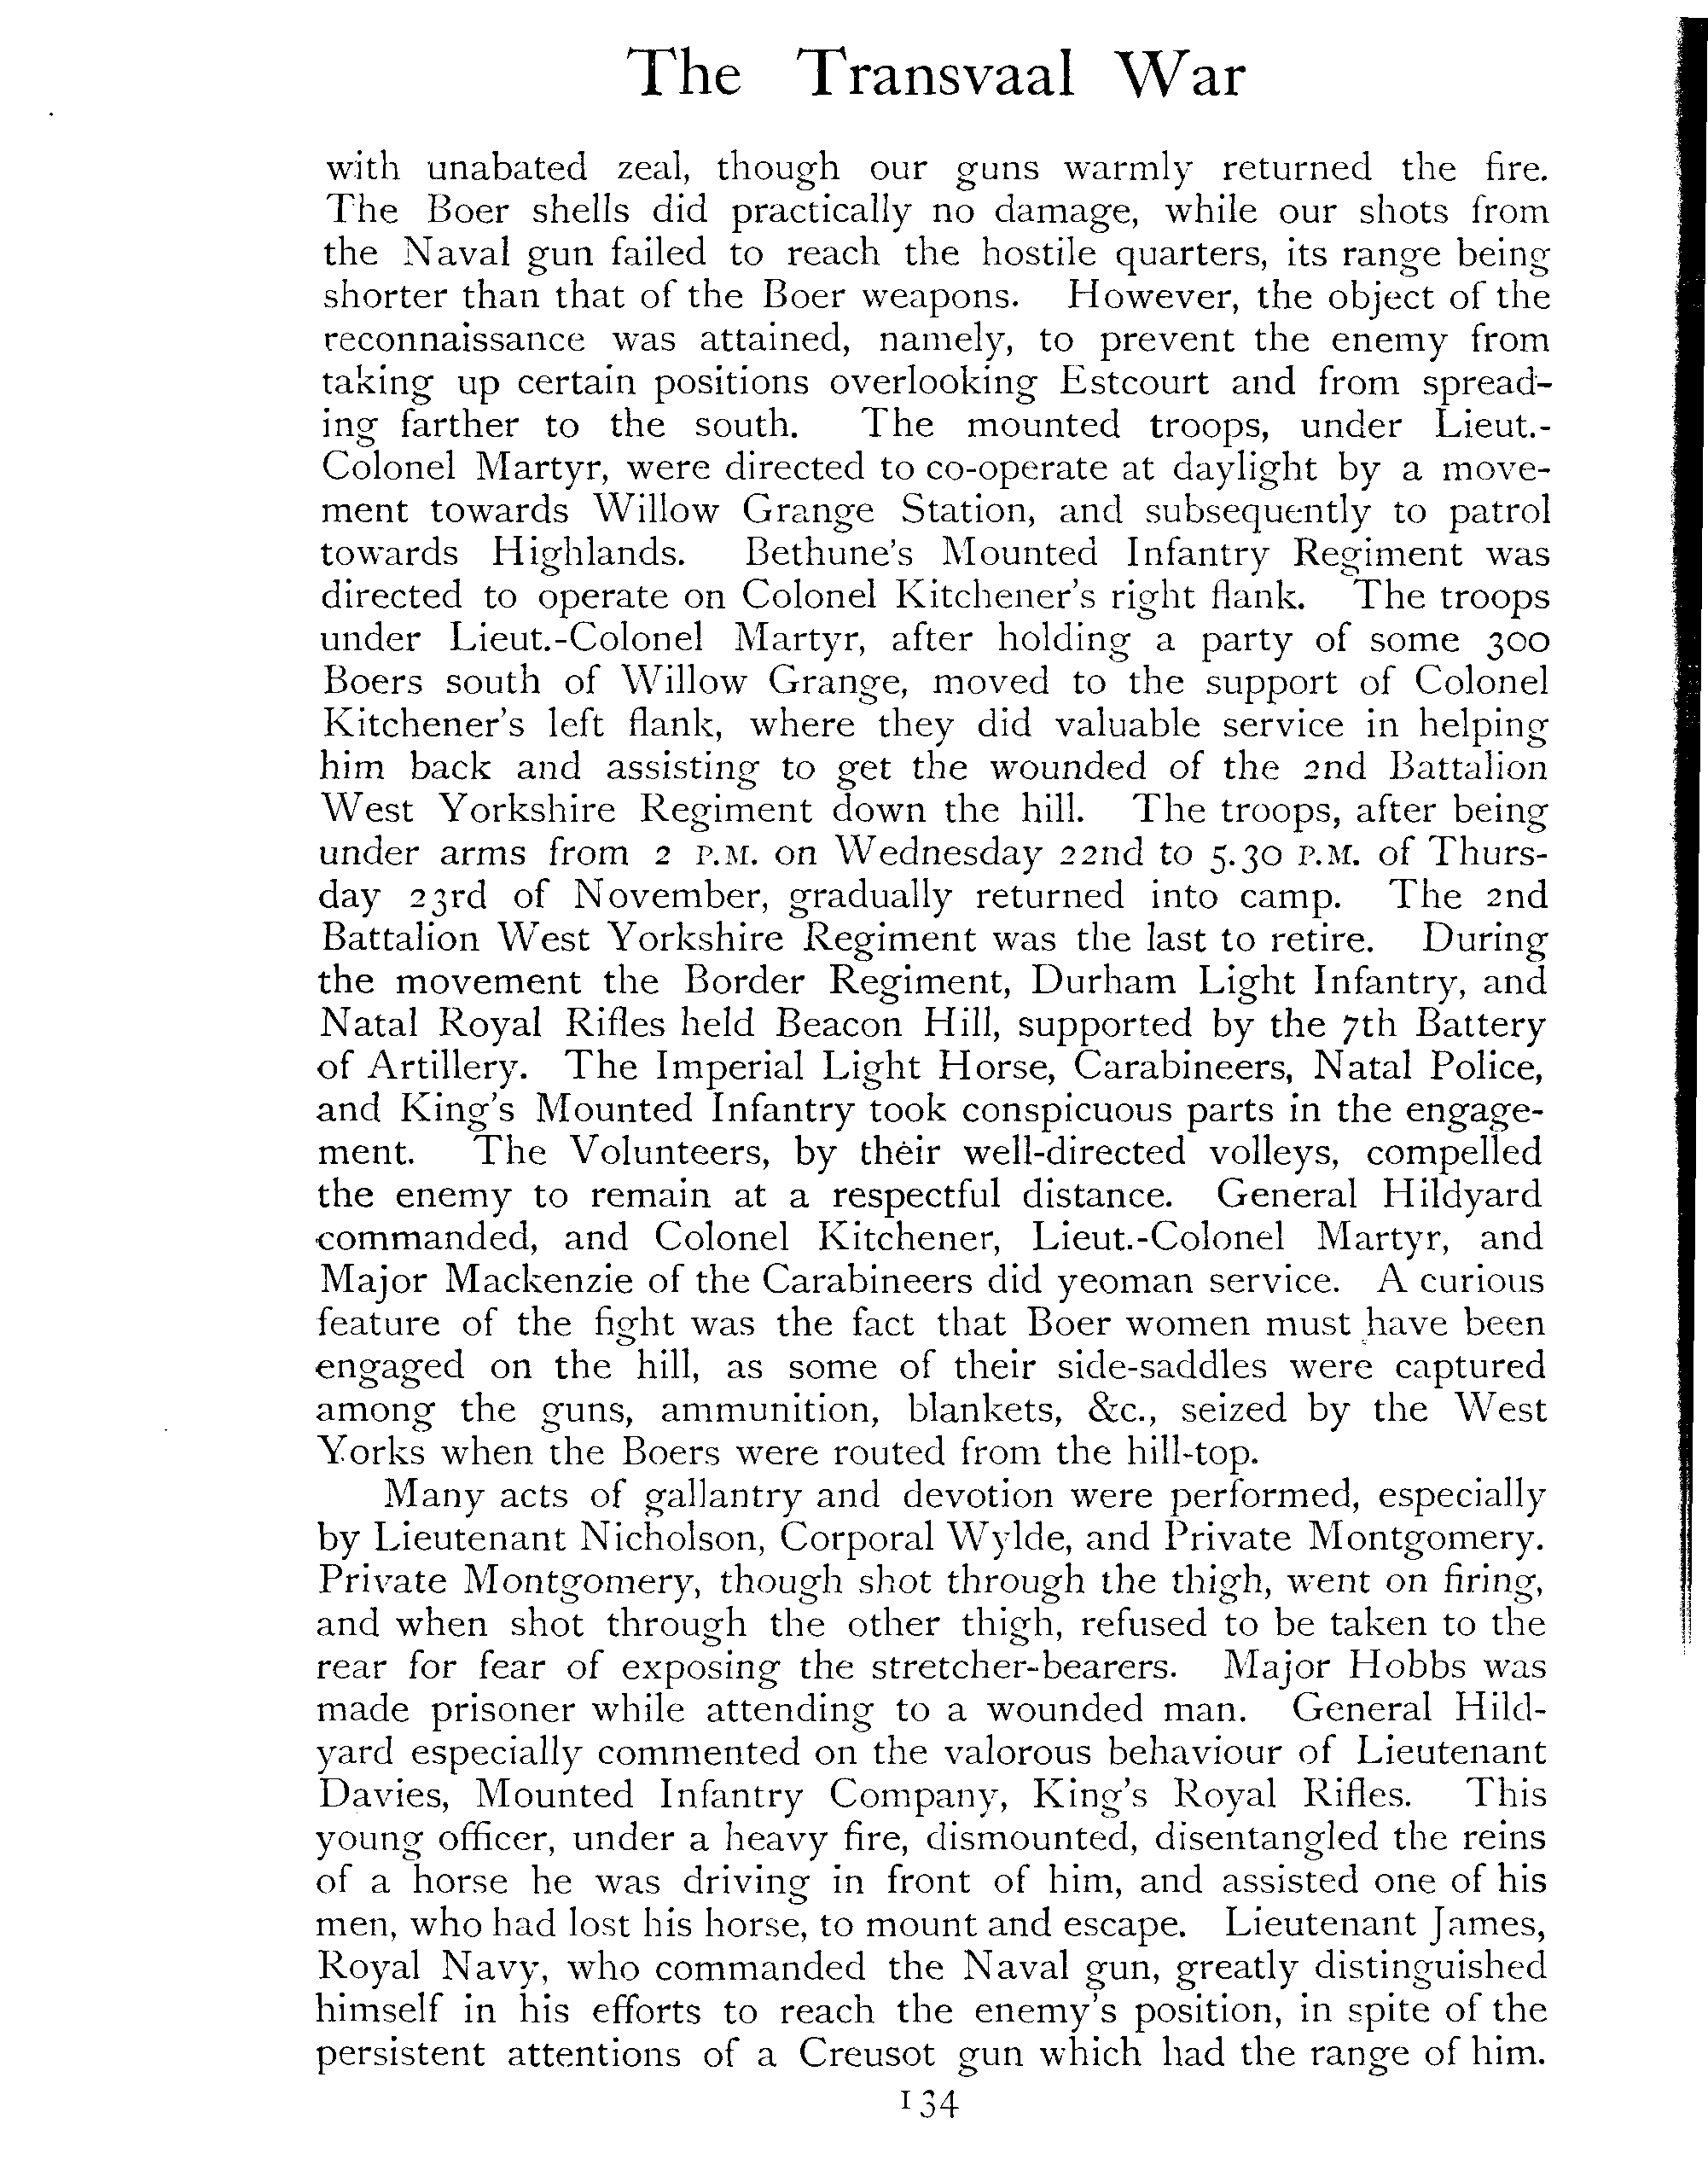 The Transvaal War
with unabated zeal, though our guns warmly returned the fire.
The Boer shells did practically no damage, while our shots from
the Naval gun failed to reach the hostile quarters, its range being
shorter than that of the Boer weapons. However, the object of the
reconnaissance was attained, namely, to prevent the enemy from
taking up certain positions overlooking Estcourt and from spread-
ing farther to the south. The mounted troops, under Lieut.-
Colonel Martyr, were directed to co-operate at daylight by a move-
ment towards Willow Grange Station, and subsequently to patrol
towards Highlands. Bethune's Mounted Infantry Regiment was
directed to operate on Colonel Kitchener's right flank. The troops
under Lieut.-Colonel Martyr, after holding a party of some 300
Boers south of Willow Grange, moved to the support of Colonel
Kitchener's left flank, where they did valuable service in helping
him back and assisting to get the wounded of the 2nd Battalion
West Yorkshire Regiment down the hill. The troops, after being
under arms from 2 P.M. on Wednesday 22nd to 5.30 P.M. of Thurs-
day 23rd of November, gradually returned into camp. The 2nd
Battalion West Yorkshire Regiment was the last to retire. During
the movement the Border Regiment, Durham Light Infantry, and
Natal Royal Rifles held Beacon Hill, supported by the 7th Battery
of Artillery. The Imperial Light Horse, Carabineers, Natal Police,
and King's Mounted Infantry took conspicuous parts in the engage-
ment. The Volunteers, by their well-directed volleys, compelled
the enemy to remain at a respectful distance. General Hildyard
commanded, and Colonel Kitchener, Lieut.-Colonel Martyr, and
Major Mackenzie of the Carabineers did yeoman service. A curious
feature of the fight was the fact that Boer women must have been
engaged on the hill, as some of their side-saddles were captured
among the guns, ammunition, blankets, &c., seized by the West
Yorks when the Boers were routed from the hill-top.
Many acts of gallantry and devotion were performed, especially
by Lieutenant Nicholson, Corporal Wylde, and Private Montgomery.
Private Montgomery, though shot through the thigh, went on firing,
and when shot through the other thigh, refused to be taken to the
rear for fear of exposing the stretcher-bearers. Major Hobbs was
made prisoner while attending to a wounded man. General Hild-
yard especially commented on the valorous behaviour of Lieutenant
Davies, Mounted Infantry Company, King's Royal Rifles. This
young officer, under a heavy fire, dismounted, disentangled the reins
of a horse he was driving in front of him, and assisted one of his
men, who had lost his horse, to mount and escape. Lieutenant James,
Royal Navy, who commanded the Naval gun, greatly distinguished
himself in his efforts to reach the enemy's position, in spite of the
persistent attentions of a Creusot gun which had the range of him.
134